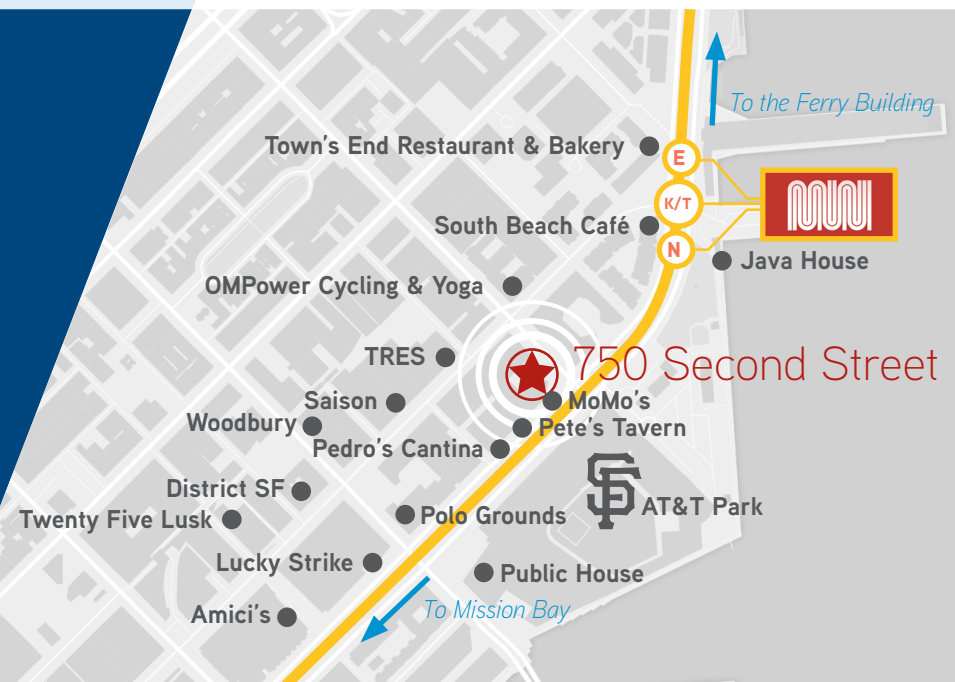 To the Ferry Building
Town's End Restaurant & Bakery
E
K/T
MUNI
South Beach Café
N
Java House
OMPower Cycling & Yoga
TRES
750 Second Street
Saison
MoMo's
Woodbury
Pete's Tavern
Pedro's Cantina
District SF
SF
AT&T Park
Twenty Five Lusk
Polo Grounds
Lucky Strike
Public House
To Mission Bay
Amici's